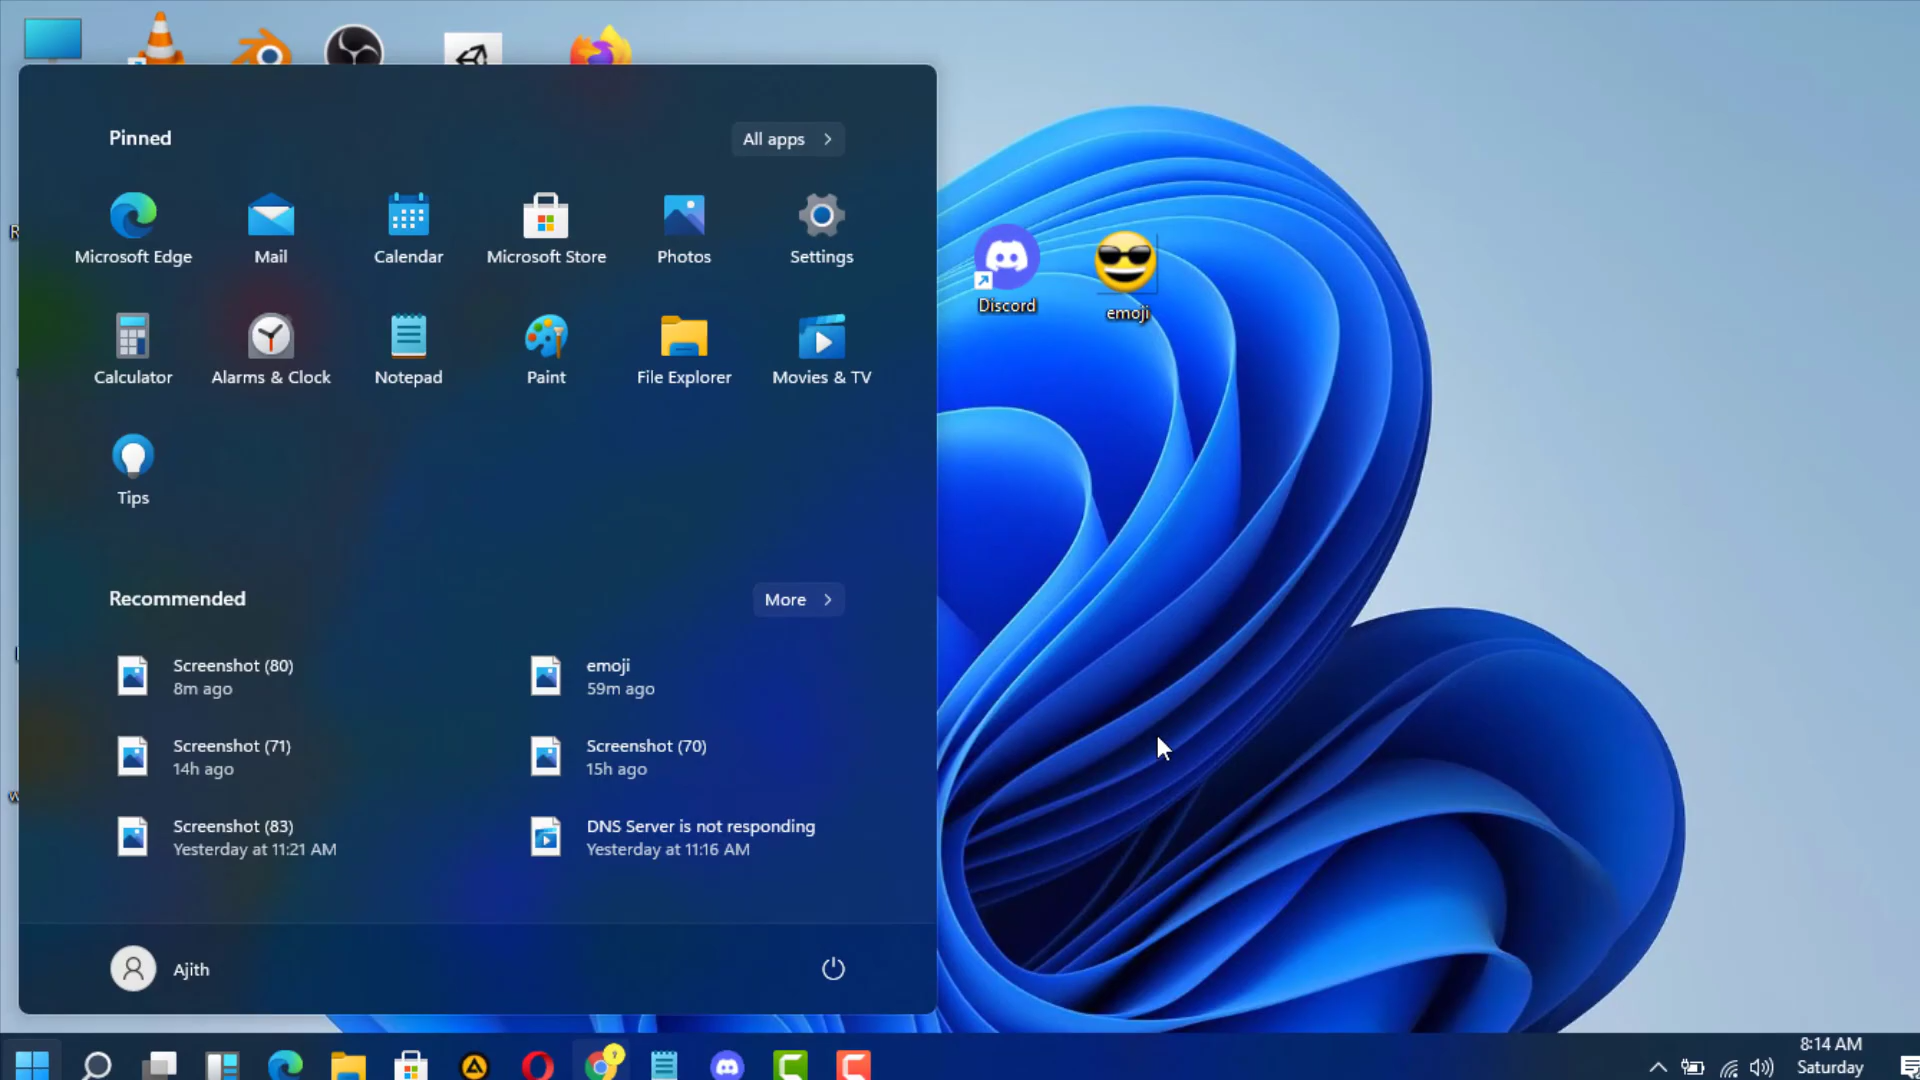 Pinned
All apps
Microsoft Edge
Mail
Calendar
Microsoft Store
Photos
Settings
Discord
emoji
Calculator
Alarms & Clock
Notepad
Paint
File Explorer
Movies & TV
Tips
Recommended
More
Screenshot (80)
8m ago
emoji
59m ago
Screenshot (71)
14h ago
Screenshot (70)
15h ago
Screenshot (83)
Yesterday at 11:21 AM
DNS Server is not responding
Yesterday at 11:16 AM
Ajith
8:14 AM
Saturday